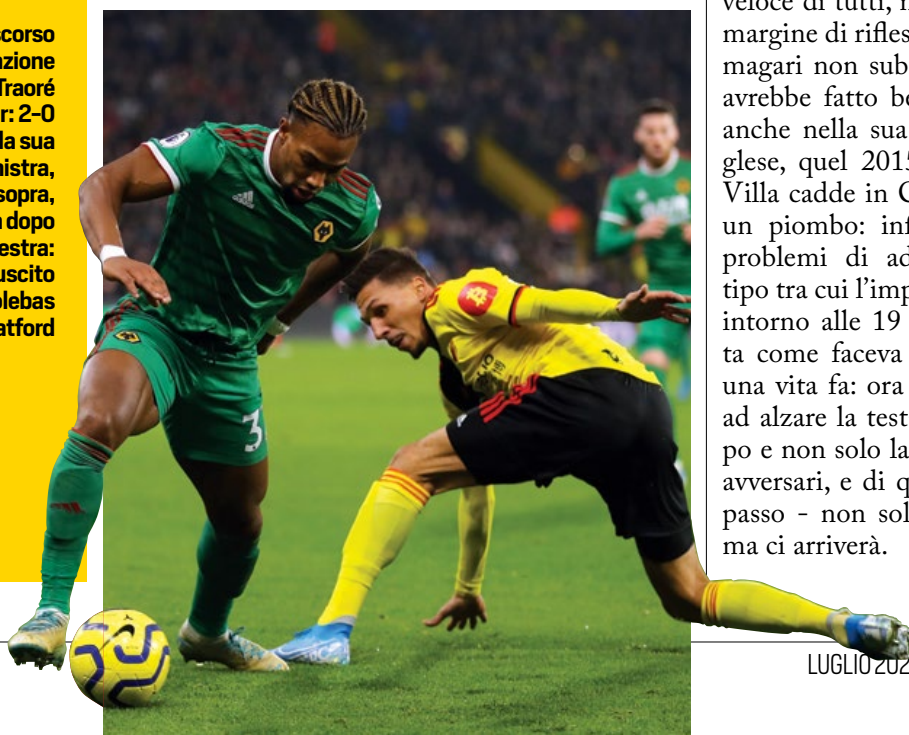 corso
azione
Traoré
r: 2-0
la sua
nistra,
sopra,
dopo
estra:
uscito
olebas
atford
3
veloce di tutti,
margine di rifles
magari non sub
avrebbe fatto be
anche nella sua
glese, quel 2015
Villa cadde in C
un piombo: inf
problemi di ad
tipo tra cui l'imp
intorno alle 19
ta come faceva
una vita fa: ora
ad alzare la test
po e non solo la
avversari, e di q
passo - non sol
ma ci arriverà.
LUGLIO 202